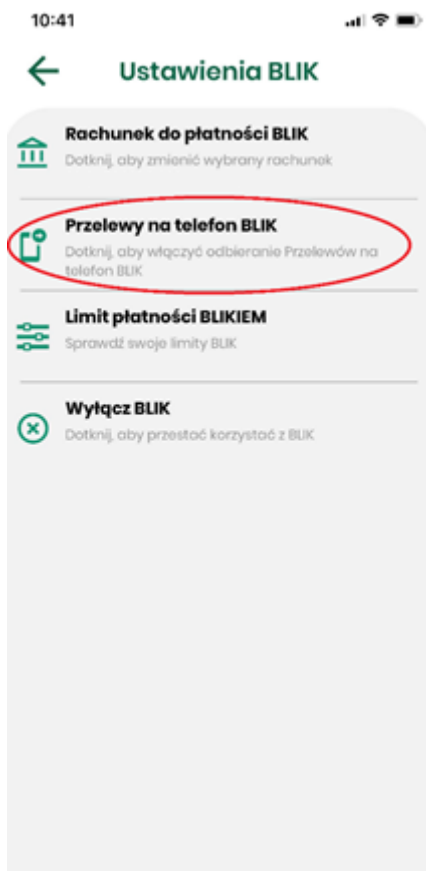 10:41
Ustawienia BLIK
Rachunek do płatności BLIK
Dotknij, aby zmienić wybrany rachunek
Przelewy na telefon BLIK
Dotknij, aby włączyć odbieranie Przelewów na
telefon BLIK
Limit płatności BLIKIEM
Sprawdź swoje limity BLIK
Wyłącz BLIK
Dotknij, aby przestać korzystać z BLIK